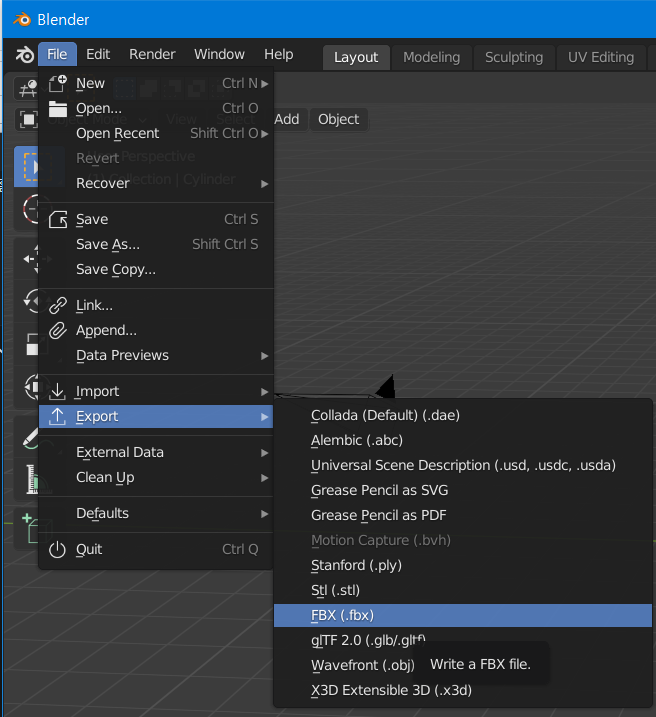 Blender
File Edit Render Window Help Layout Modeling Sculpting UV Editing
New Ctrl N
Open... Ctrl O
Object Mode View Select Add Object
Open Recent Shift Ctrl O
Revert
Perspective
Recover
Collection | Cylinder
Save Ctrl S
Save As... Shift Ctrl S
Save Copy...
Link...
Append...
Data Previews
Import
Export
External Data
Clean Up
Defaults
Quit Ctrl Q
Collada (Default) (.dae)
Alembic (.abc)
Universal Scene Description (.usd, .usdc, .usda)
Grease Pencil as SVG
Grease Pencil as PDF
Motion Capture (.bvh)
Stanford (.ply)
Stl (.stl)
FBX (.fbx)
glTF 2.0 (.glb/.gltf)
Wavefront (.obj)
Write a FBX file.
X3D Extensible 3D (.x3d)